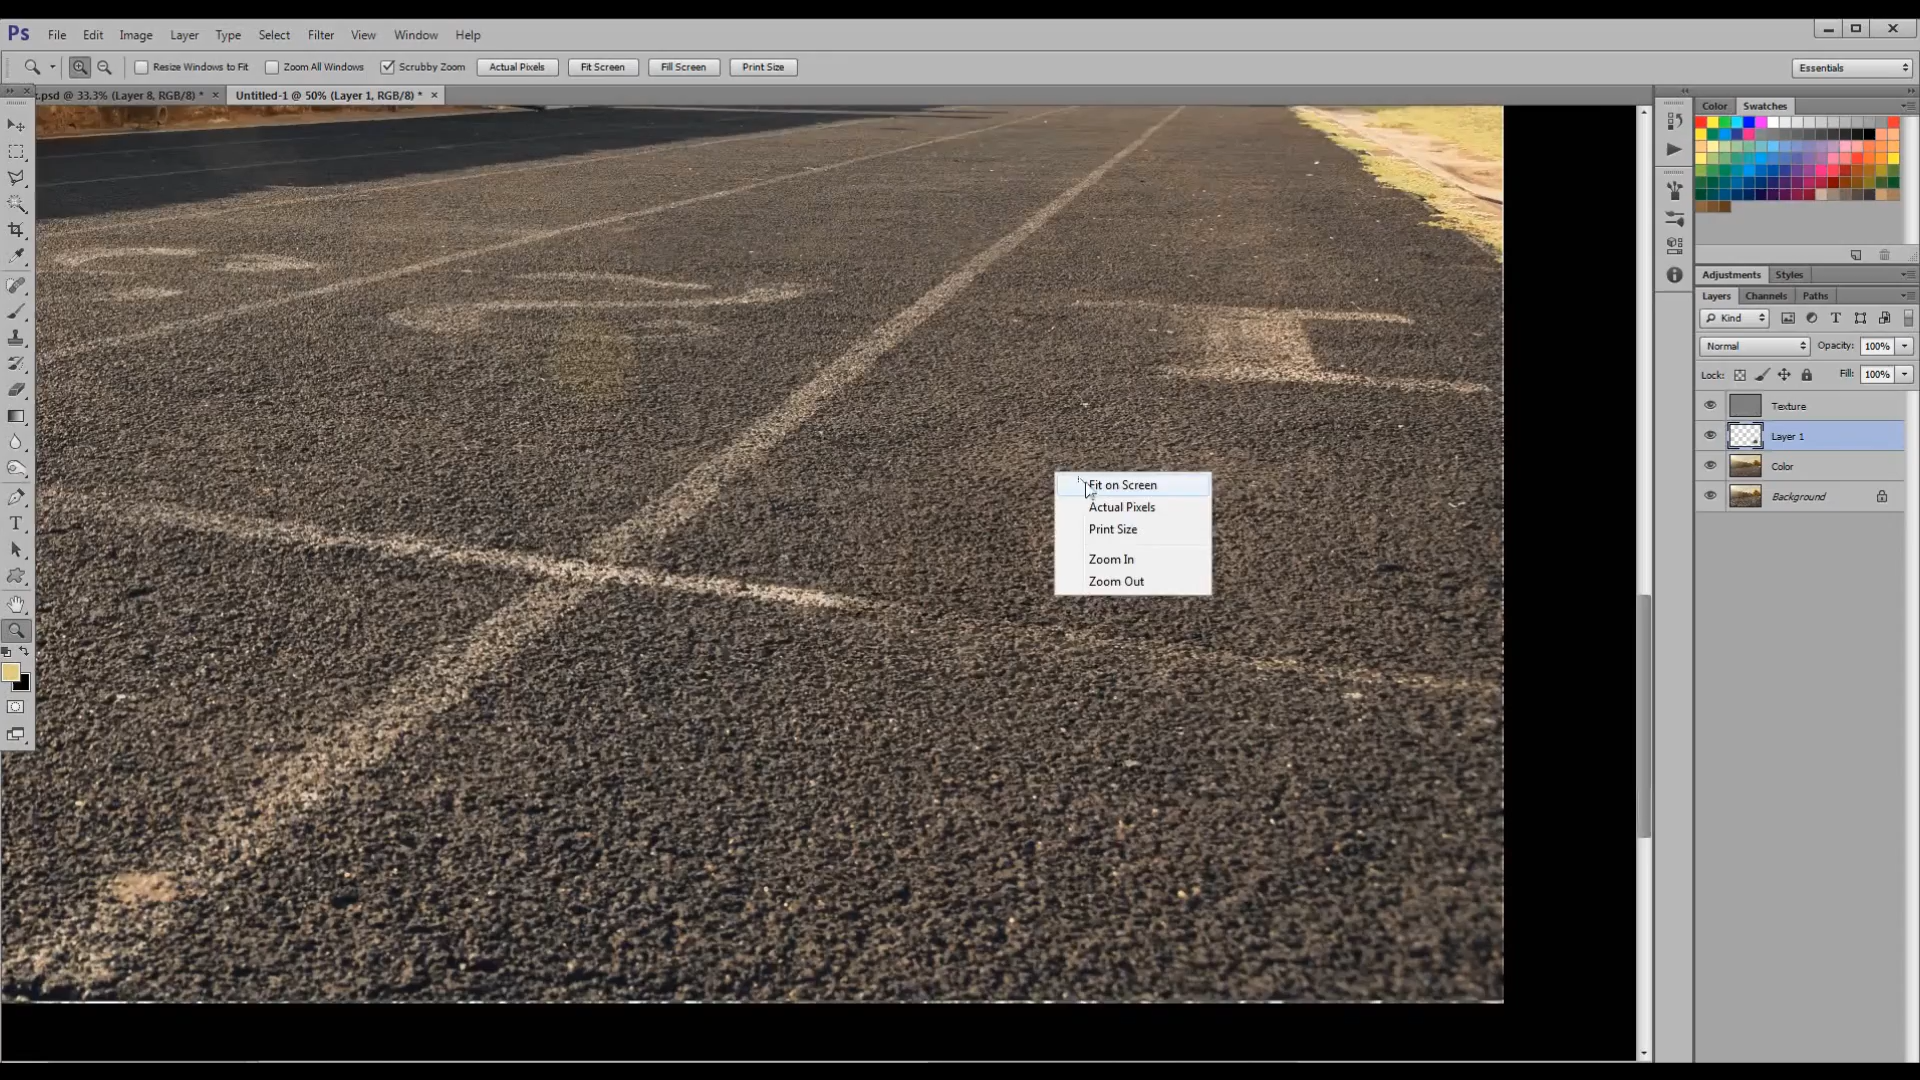 Ps File Edit Image Layer Type Select Filter View Window Help
Resize Windows to Fit Zoom All Windows Scrubby Zoom Actual Pixels Fit Screen Fill Screen Print Size Essentials
.psd @ 33.3% (Layer 8, RGB/8) * × Untitled-1 @ 50% (Layer 1, RGB/8) * ×
Color Swatches
Adjustments Styles
Layers Channels Paths
Kind
Normal Opacity: 100%
Lock: Fill: 100%
Texture
Layer 1
Color
Background
Fit on Screen
Actual Pixels
Print Size
Zoom In
Zoom Out
T